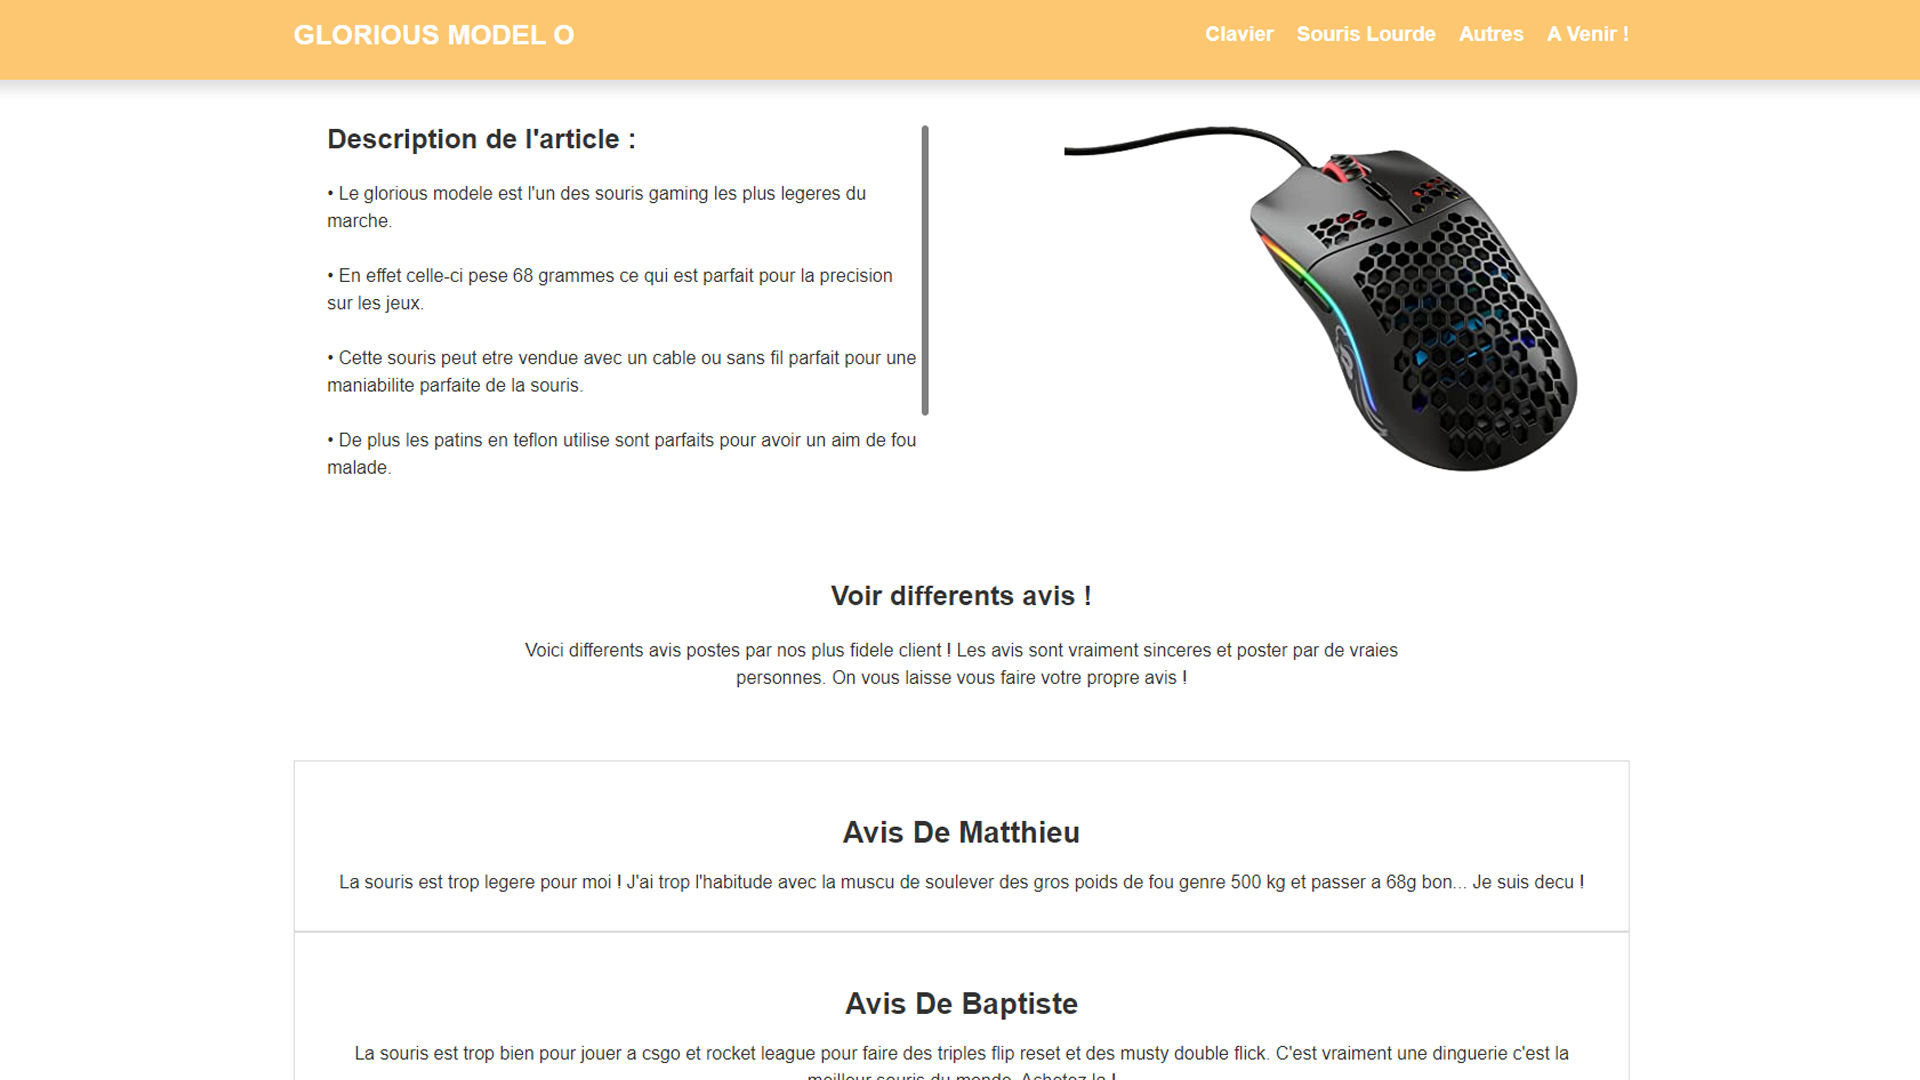 GLORIOUS MODEL O
Clavier Souris Lourde Autres A Venir !
Description de l'article :
• Le glorious modele est l'un des souris gaming les plus legeres du
marche.
• En effet celle-ci pese 68 grammes ce qui est parfait pour la precision
sur les jeux.
• Cette souris peut etre vendue avec un cable ou sans fil parfait pour une
maniabilite parfaite de la souris.
• De plus les patins en teflon utilise sont parfaits pour avoir un aim de fou
malade.
Voir differents avis !
Voici differents avis postes par nos plus fidele client ! Les avis sont vraiment sinceres et poster par de vraies
personnes. On vous laisse vous faire votre propre avis !
Avis De Matthieu
La souris est trop legere pour moi ! J'ai trop l'habitude avec la muscu de soulever des gros poids de fou genre 500 kg et passer a 68g bon... Je suis decu !
Avis De Baptiste
La souris est trop bien pour jouer a csgo et rocket league pour faire des triples flip reset et des musty double flick. C'est vraiment une dinguerie c'est la
meilleur souris du monde. Achetez la !